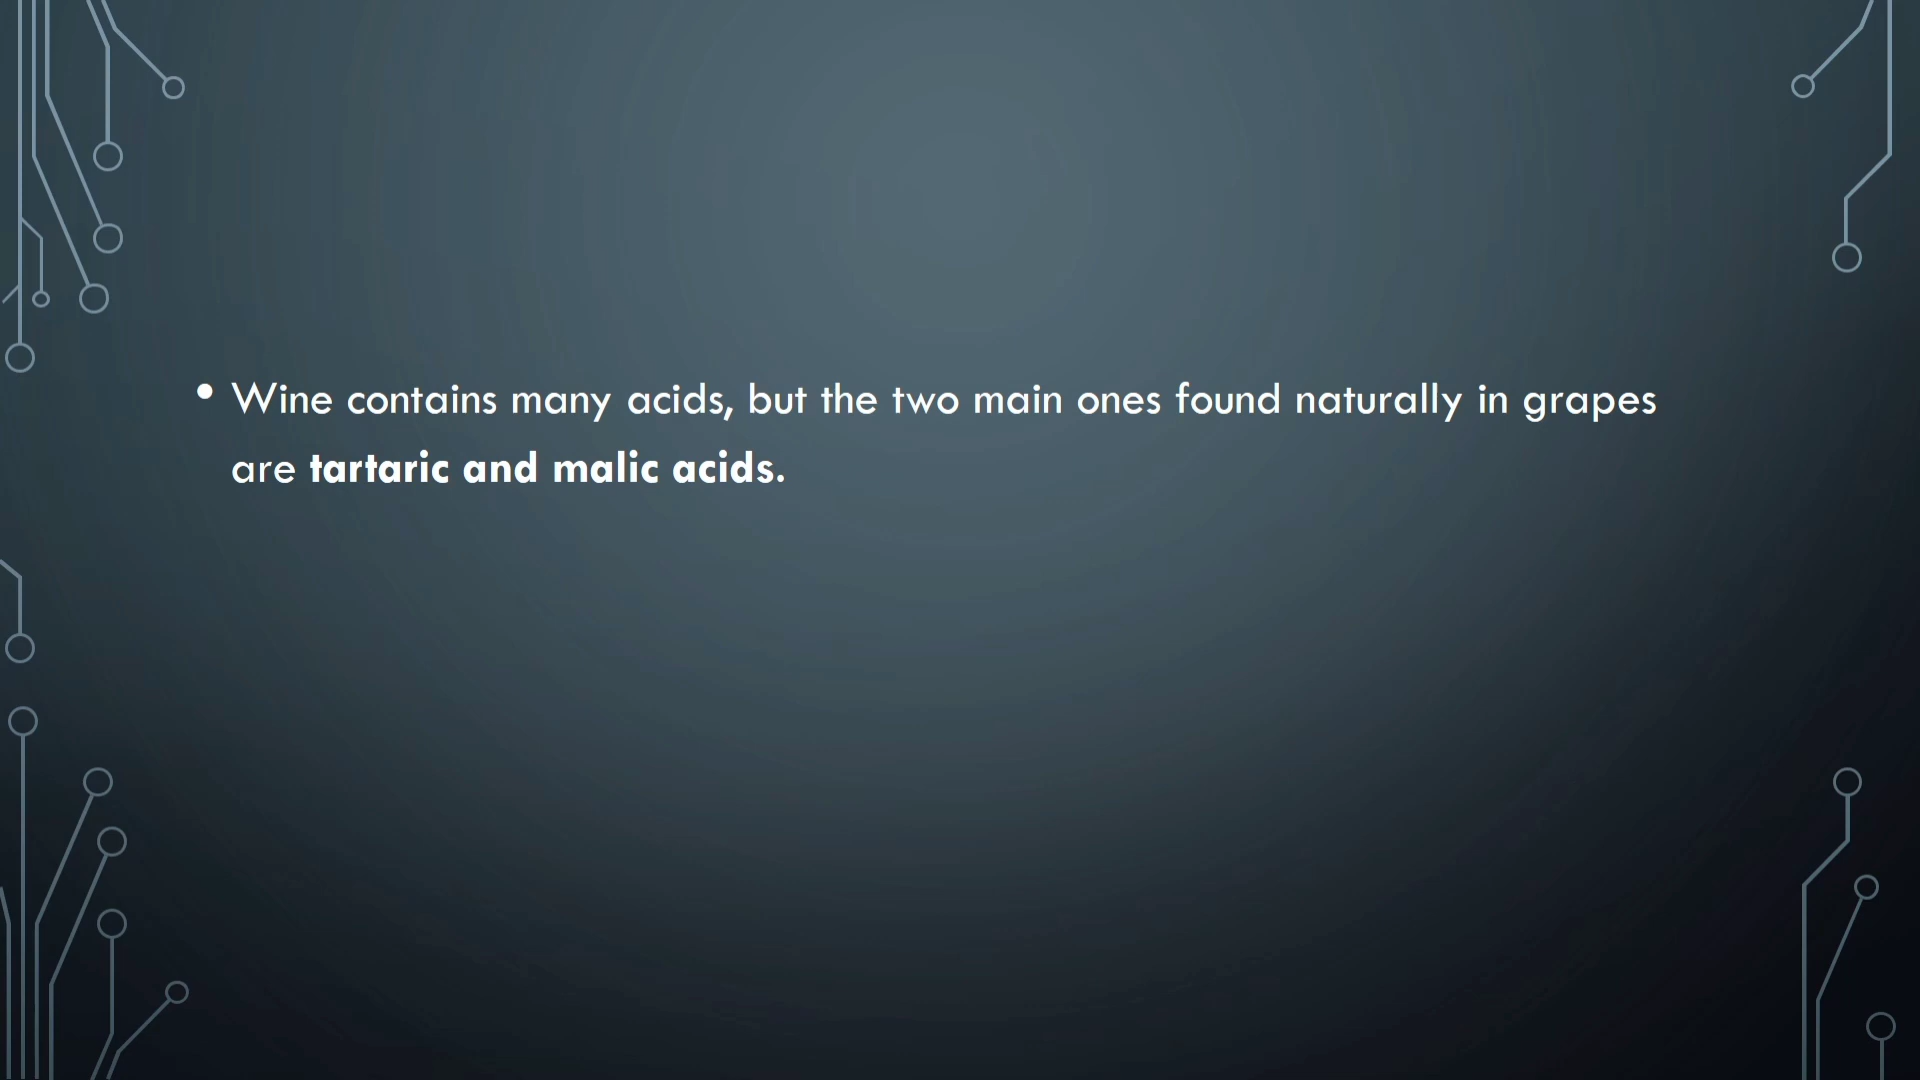 • Wine contains many acids, but the two main ones found naturally in grapes
are tartaric and malic acids.